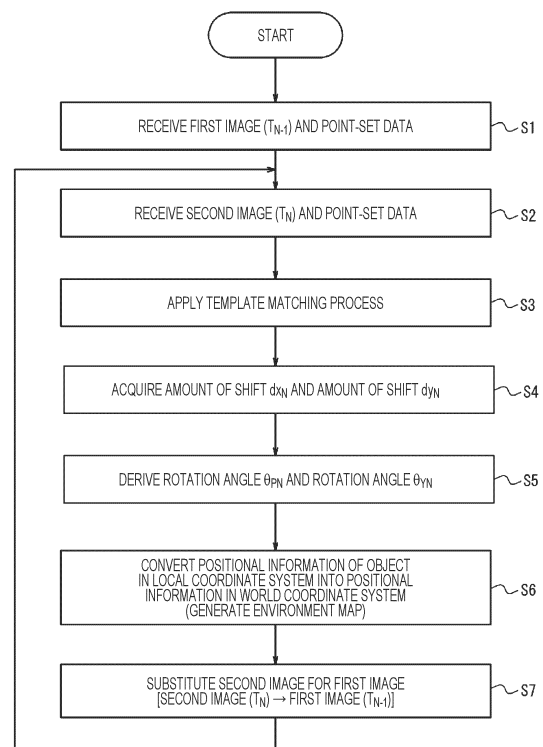 START
RECEIVE FIRST IMAGE (TN-1) AND POINT-SET DATA
S1
RECEIVE SECOND IMAGE (TN) AND POINT-SET DATA
S2
APPLY TEMPLATE MATCHING PROCESS
S3
ACQUIRE AMOUNT OF SHIFT dxN AND AMOUNT OF SHIFT dyN
S4
DERIVE ROTATION ANGLE θPN AND ROTATION ANGLE θYN
S5
CONVERT POSITIONAL INFORMATION OF OBJECT
IN LOCAL COORDINATE SYSTEM INTO POSITIONAL
INFORMATION IN WORLD COORDINATE SYSTEM
(GENERATE ENVIRONMENT MAP)
S6
SUBSTITUTE SECOND IMAGE FOR FIRST IMAGE
[SECOND IMAGE (TN) → FIRST IMAGE (TN-1)]
S7